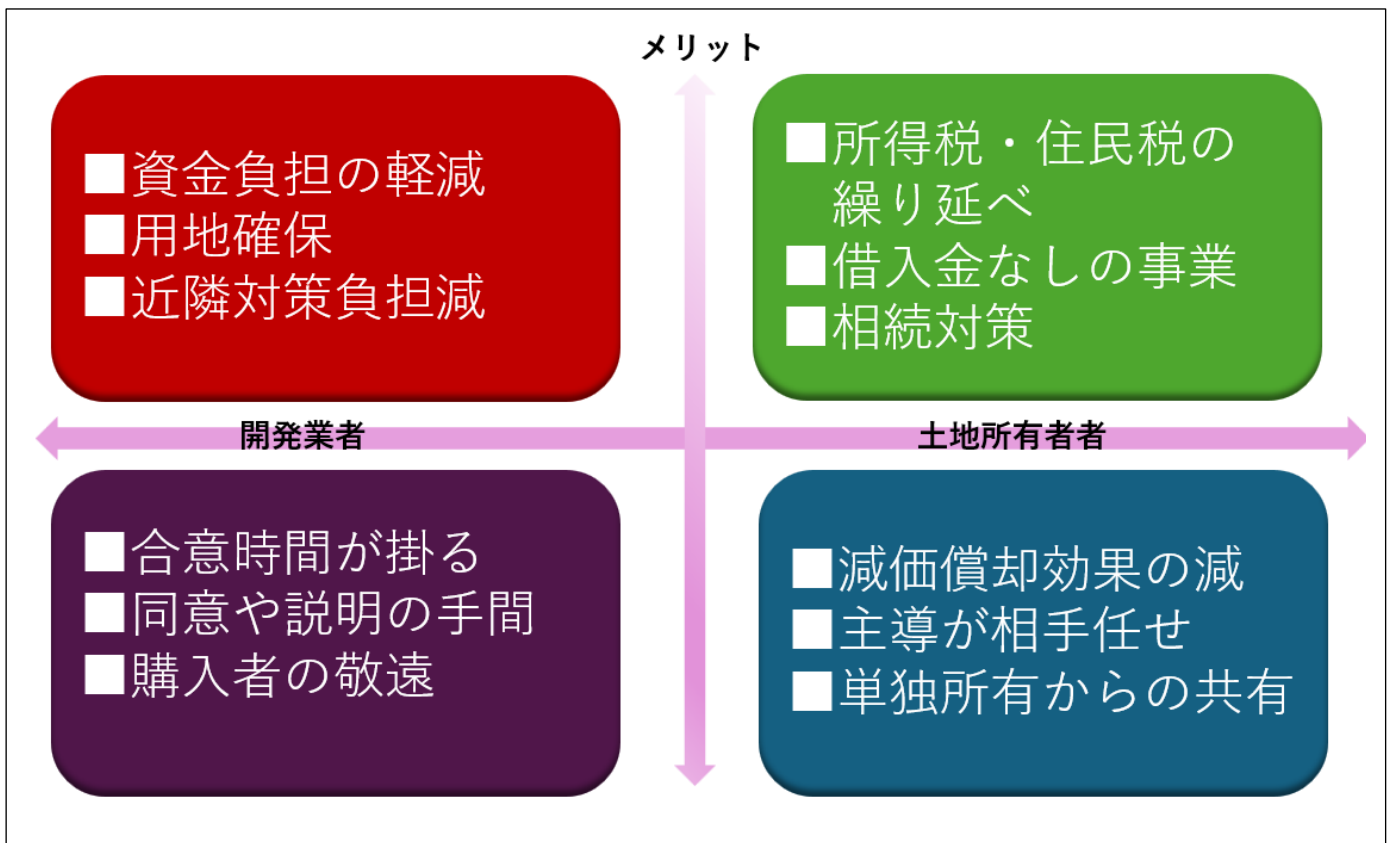 メリット
■資金負担の軽減
■用地確保
■近隣対策負担減
■所得税・住民税の
繰り延べ
■借入金なしの事業
■相続対策
開発業者
土地所有者者
■合意時間が掛る
■同意や説明の手間
■購入者の敬遠
■減価償却効果の減
■主導が相手任せ
■単独所有からの共有